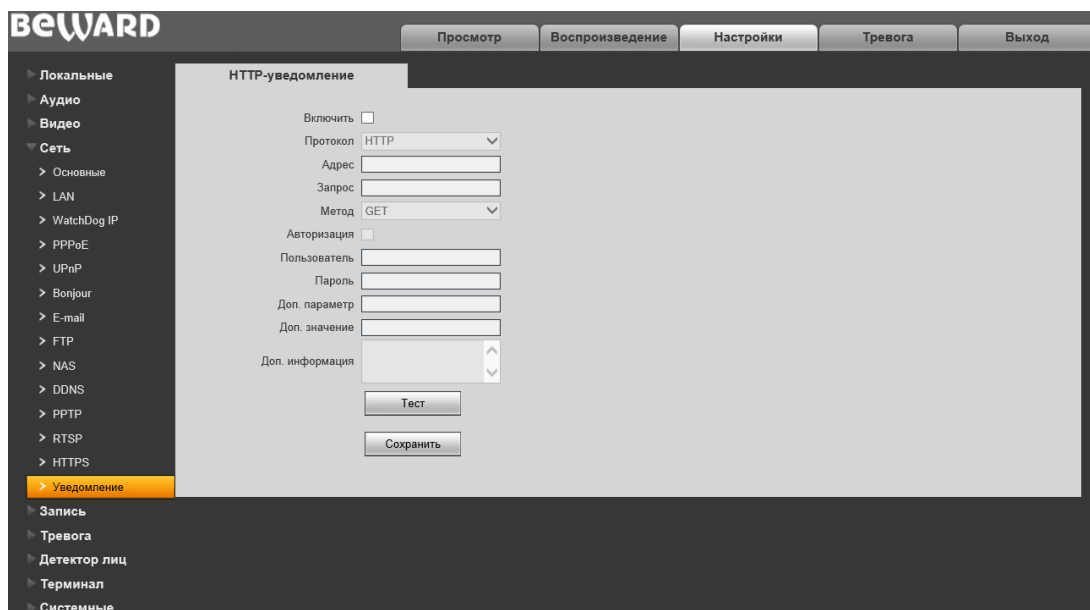 BEWARD
Просмотр
Воспроизведение
Настройки
Тревога
Выход
Локальные
Аудио
Видео
Сеть
Основные
LAN
WatchDog IP
PPPoE
UPnP
Bonjour
E-mail
FTP
NAS
DDNS
PPTP
RTSP
HTTPS
Уведомление
Запись
Тревога
Детектор лиц
Терминал
Системные
HTTP-уведомление
Включить
Протокол HTTP
Адрес
Запрос
Метод GET
Авторизация
Пользователь
Пароль
Доп. параметр
Доп. значение
Доп. информация
Тест
Сохранить